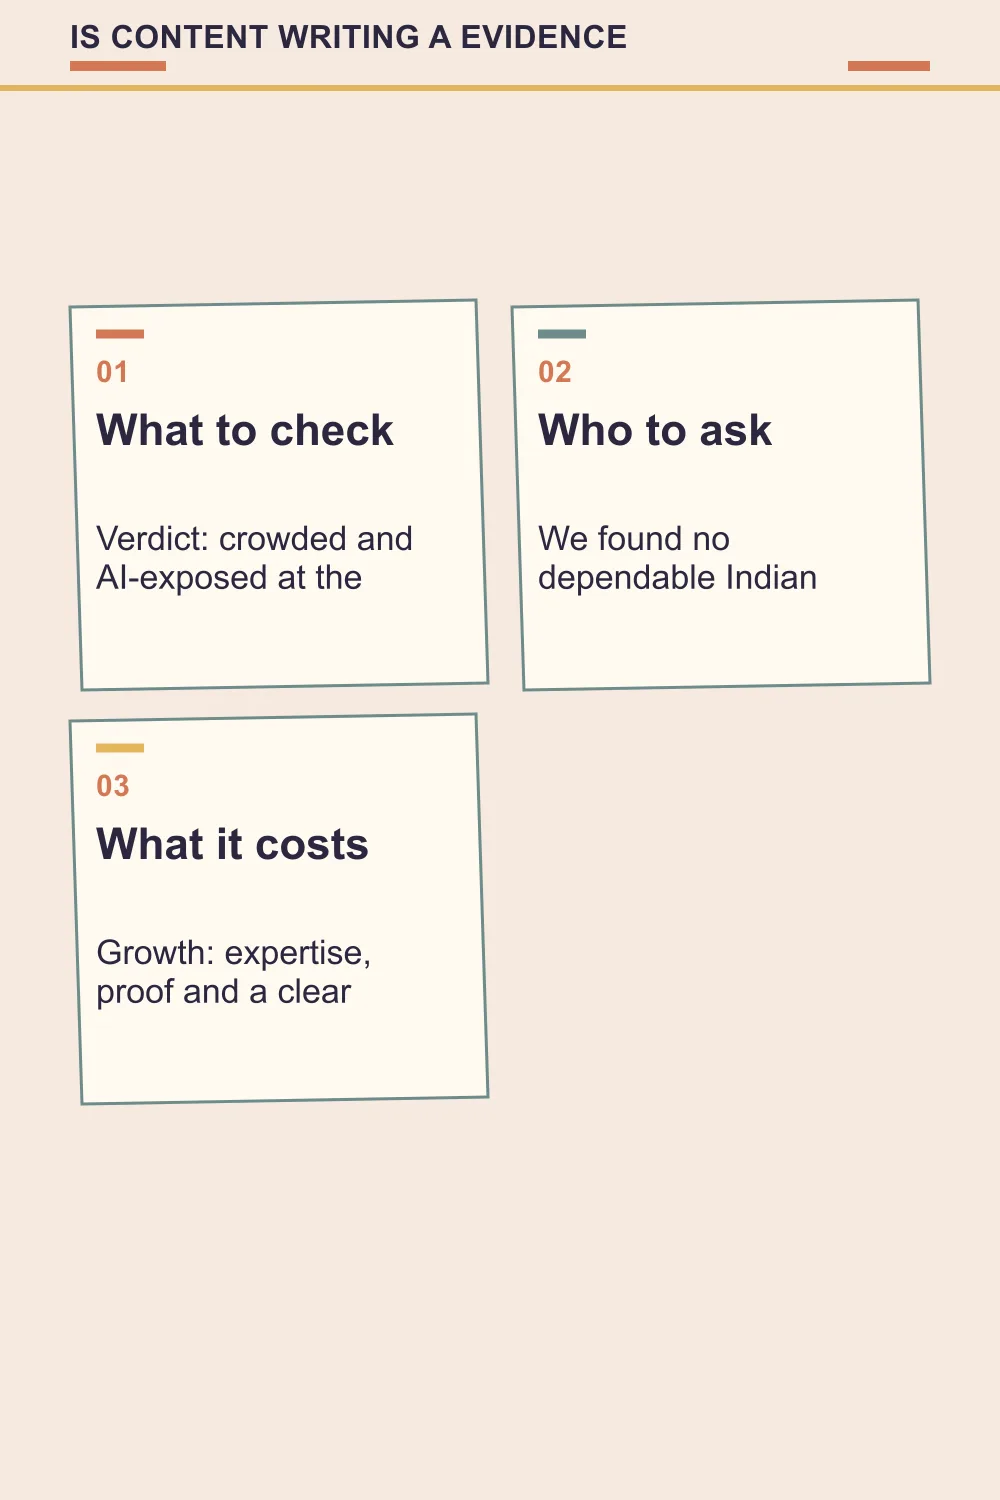 IS CONTENT WRITING A EVIDENCE
01
What to check
Verdict: crowded and
AI-exposed at the
02
Who to ask
We found no
dependable Indian
03
What it costs
Growth: expertise,
proof and a clear